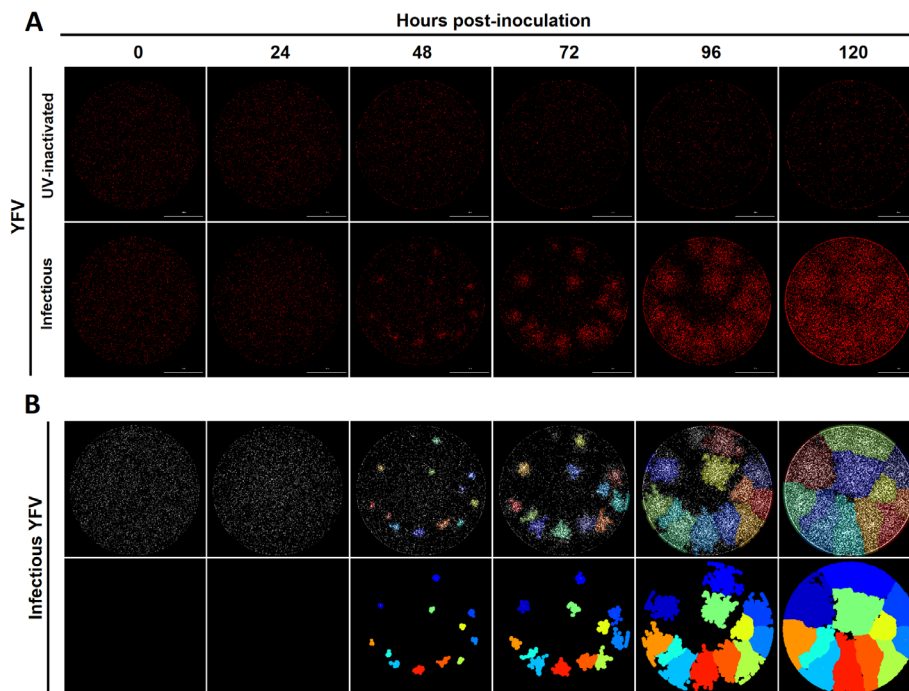 A
Hours post-inoculation
0 24 48 72 96 120
YFV
UV-inactivated
Infectious
B
Infectious YFV